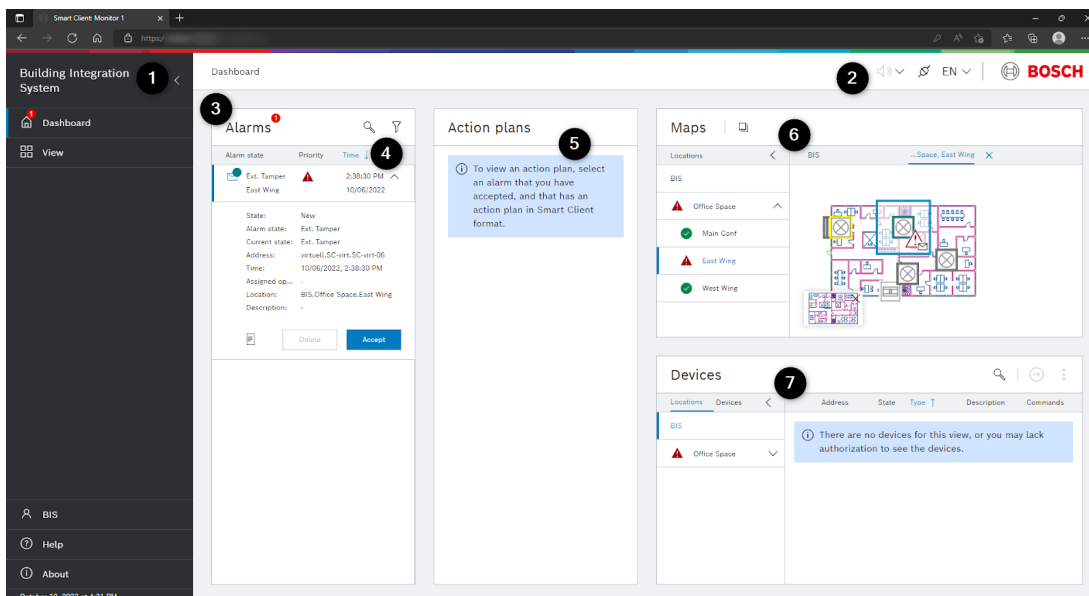 Smart Client Monitor 1
https:/
Building Integration
System
1
Dashboard
2
EN
BOSCH
1
Dashboard
View
3
Alarms
1
4
Alarm state Priority Time
Ext. Tamper 2:38:30 PM
East Wing 10/06/2022
State: New
Alarm state: Ext. Tamper
Current state: Ext. Tamper
Address: virtuell.SC-virt.SC-virt-06
Time: 10/06/2022, 2:38:30 PM
Assigned op... -
Location: BIS.Office Space.East Wing
Description: -
Delete Accept
Action plans
5
To view an action plan, select
an alarm that you have
accepted, and that has an
action plan in Smart Client
format.
Maps
6
Locations
BIS ...Space, East Wing
BIS
Office Space
Main Conf
East Wing
West Wing
Devices
7
Locations Devices
Address State Type Description Commands
BIS
Office Space
There are no devices for this view, or you may lack
authorization to see the devices.
BIS
Help
About